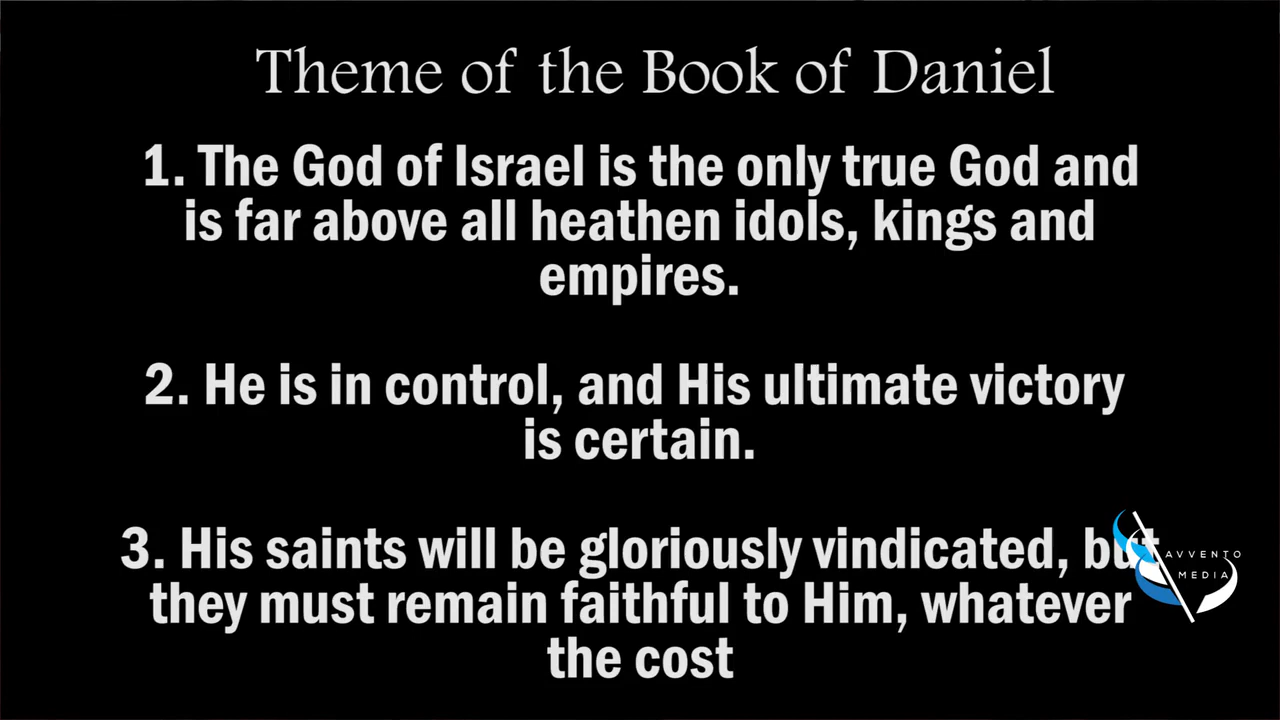 Theme of the Book of Daniel
1. The God of Israel is the only true God and
is far above all heathen idols, kings and
empires.
2. He is in control, and His ultimate victory
is certain.
3. His saints will be gloriously vindicated, but
they must remain faithful to Him, whatever
the cost
AVVENTO
MEDIA